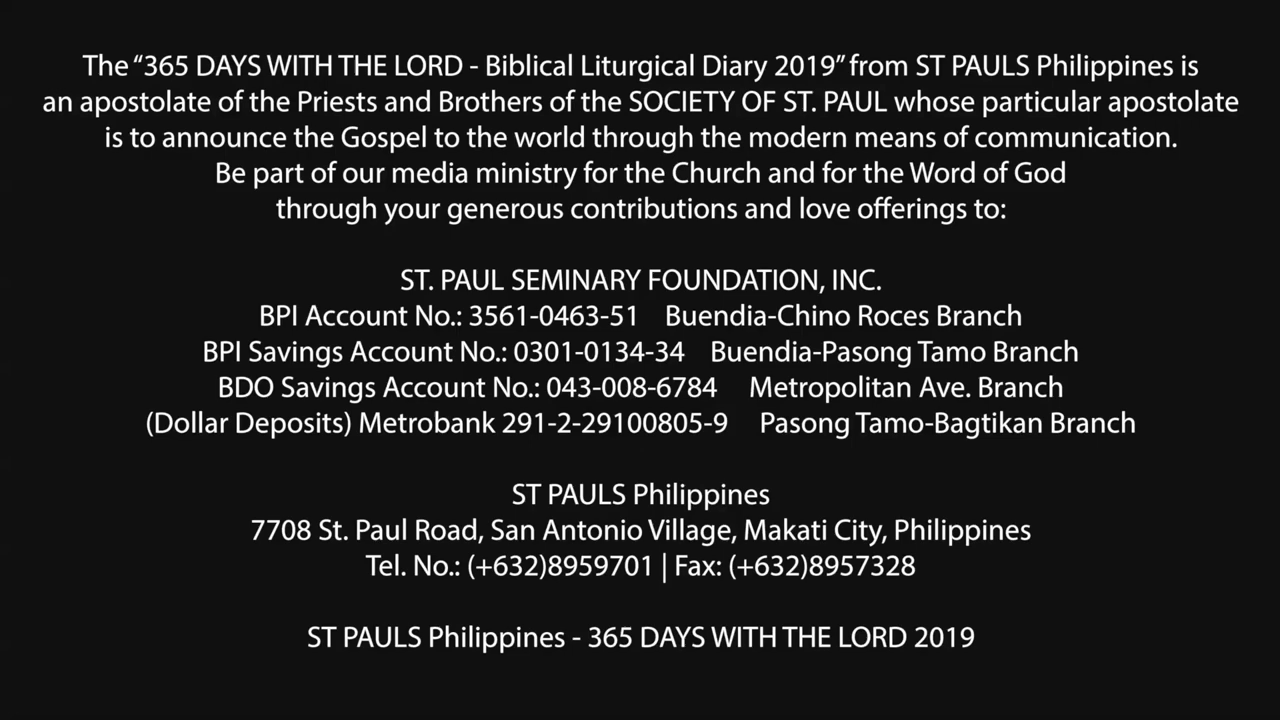 The “365 DAYS WITH THE LORD - Biblical Liturgical Diary 2019” from ST PAULS Philippines is
an apostolate of the Priests and Brothers of the SOCIETY OF ST. PAUL whose particular apostolate
is to announce the Gospel to the world through the modern means of communication.
Be part of our media ministry for the Church and for the Word of God
through your generous contributions and love offerings to:
ST. PAUL SEMINARY FOUNDATION, INC.
BPI Account No.: 3561-0463-51 Buendia-Chino Roces Branch
BPI Savings Account No.: 0301-0134-34 Buendia-Pasong Tamo Branch
BDO Savings Account No.: 043-008-6784 Metropolitan Ave. Branch
(Dollar Deposits) Metrobank 291-2-29100805-9 Pasong Tamo-Bagtikan Branch
ST PAULS Philippines
7708 St. Paul Road, San Antonio Village, Makati City, Philippines
Tel. No.: (+632)8959701 | Fax: (+632)8957328
ST PAULS Philippines - 365 DAYS WITH THE LORD 2019